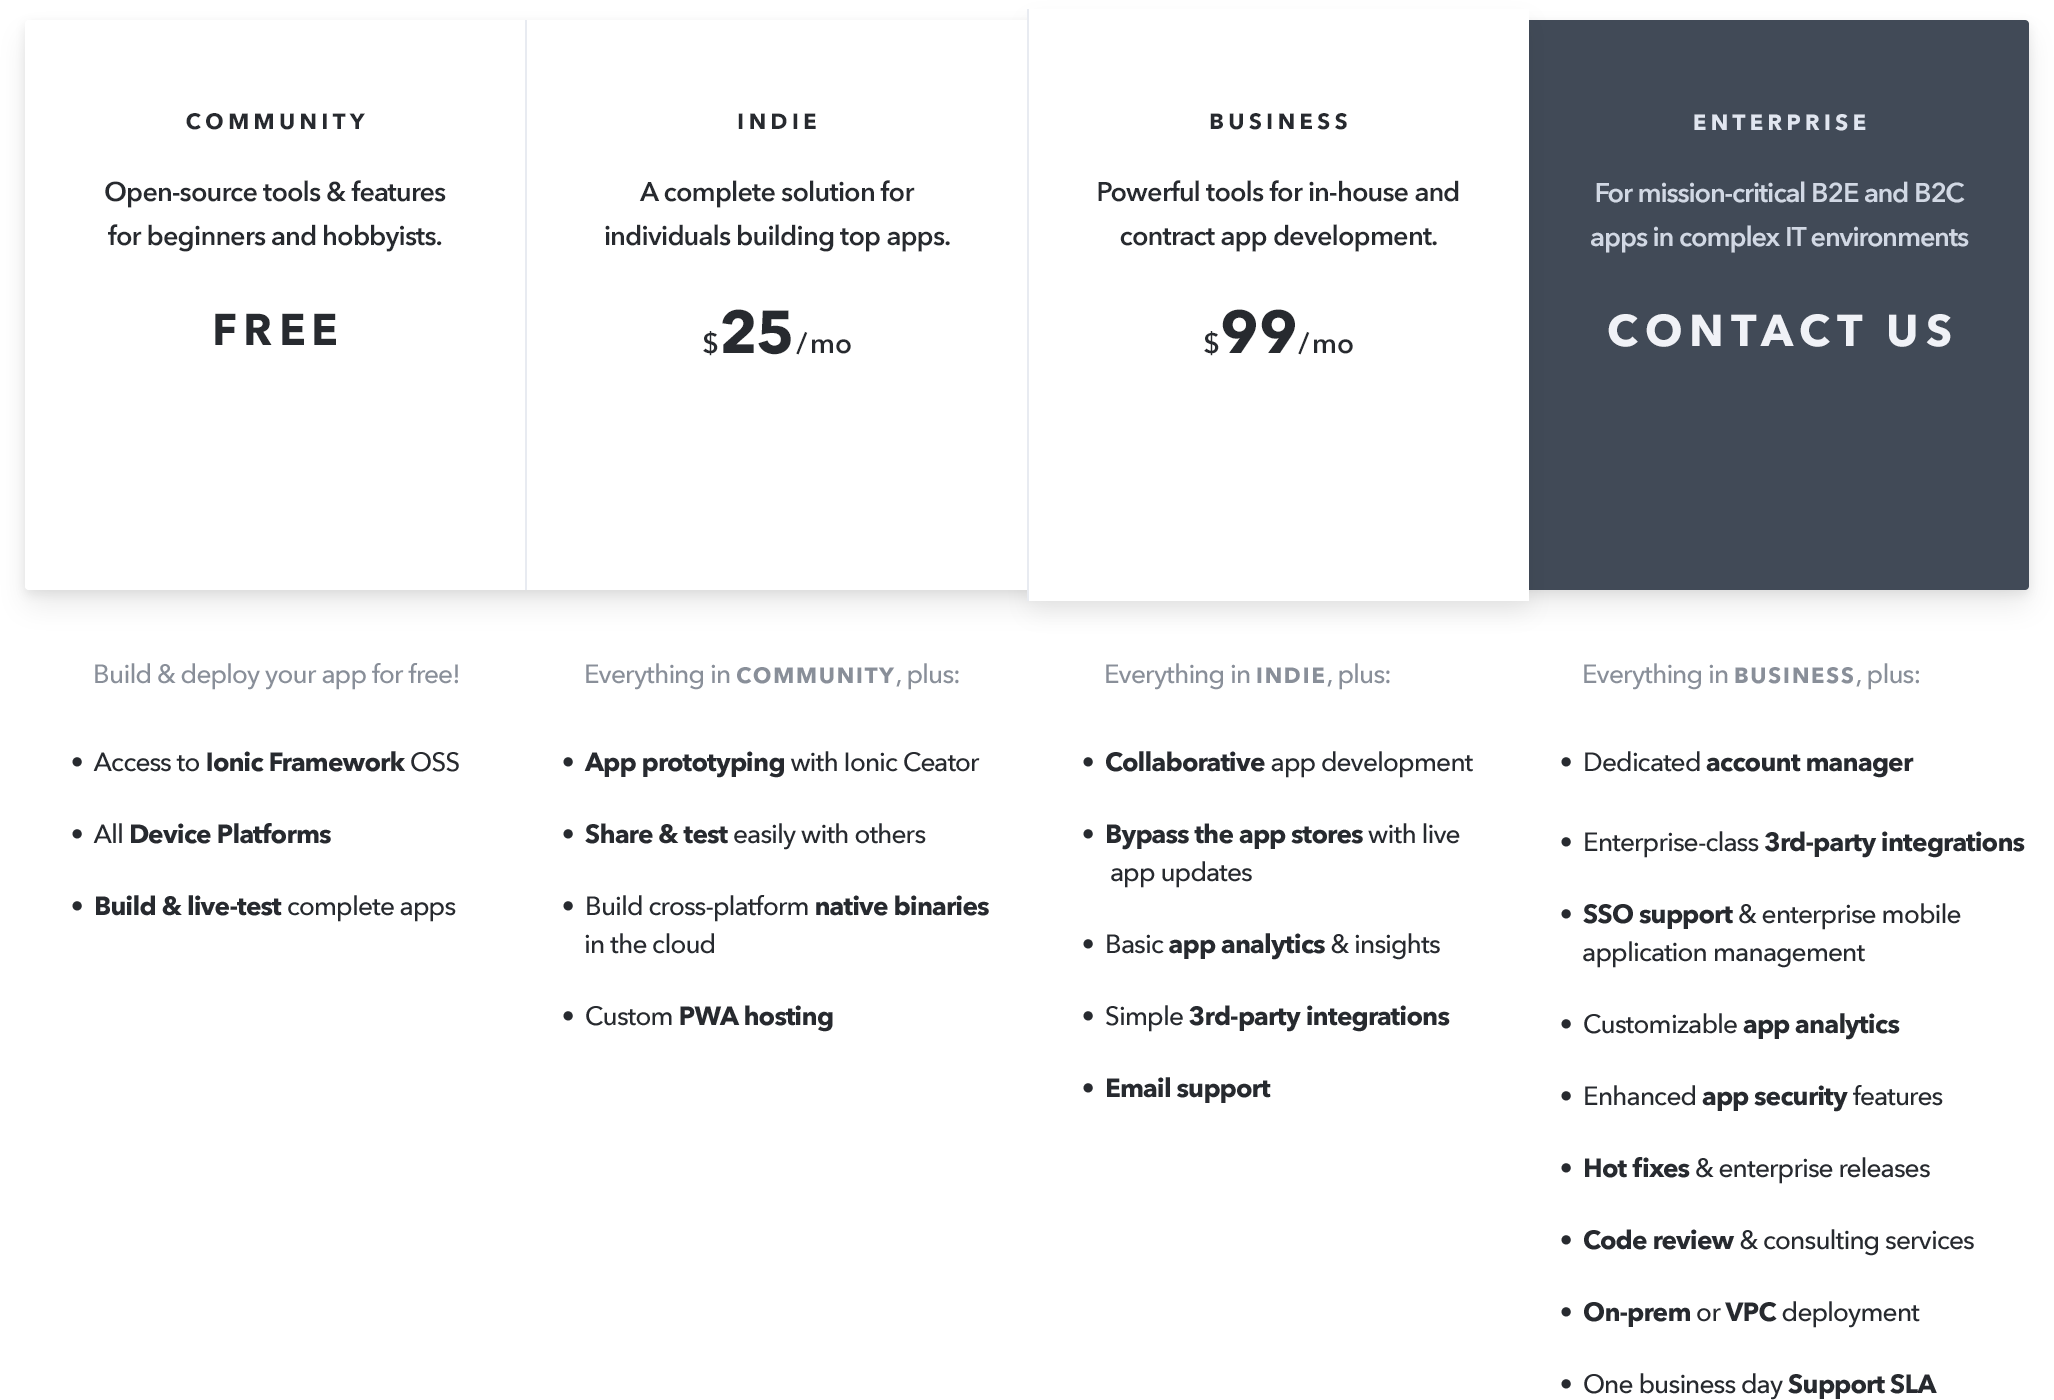 COMMUNITY
Open-source tools & features
for beginners and hobbyists.
FREE
INDIE
A complete solution for
individuals building top apps.
$25/mo
BUSINESS
Powerful tools for in-house and
contract app development.
$99/mo
ENTERPRISE
For mission-critical B2E and B2C
apps in complex IT environments
CONTACT US
Build & deploy your app for free!
• Access to Ionic Framework OSS
• All Device Platforms
• Build & live-test complete apps
Everything in COMMUNITY, plus:
• App prototyping with Ionic Ceator
• Share & test easily with others
• Build cross-platform native binaries
in the cloud
• Custom PWA hosting
Everything in INDIE, plus:
• Collaborative app development
• Bypass the app stores with live
app updates
• Basic app analytics & insights
• Simple 3rd-party integrations
• Email support
Everything in BUSINESS, plus:
• Dedicated account manager
• Enterprise-class 3rd-party integrations
• SSO support & enterprise mobile
application management
• Customizable app analytics
• Enhanced app security features
• Hot fixes & enterprise releases
• Code review & consulting services
• On-prem or VPC deployment
• One business day Support SLA